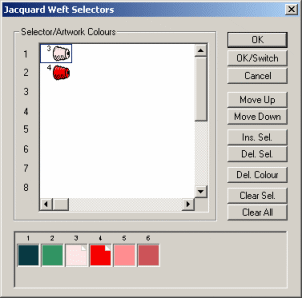 Jacquard Weft Selectors
Selector/Artwork Colours
1 3
2 4
3
4
5
6
7
8
OK
OK/Switch
Cancel
Move Up
Move Down
Ins. Sel.
Del. Sel.
Del. Colour
Clear Sel.
Clear All
1 2 3 4 5 6